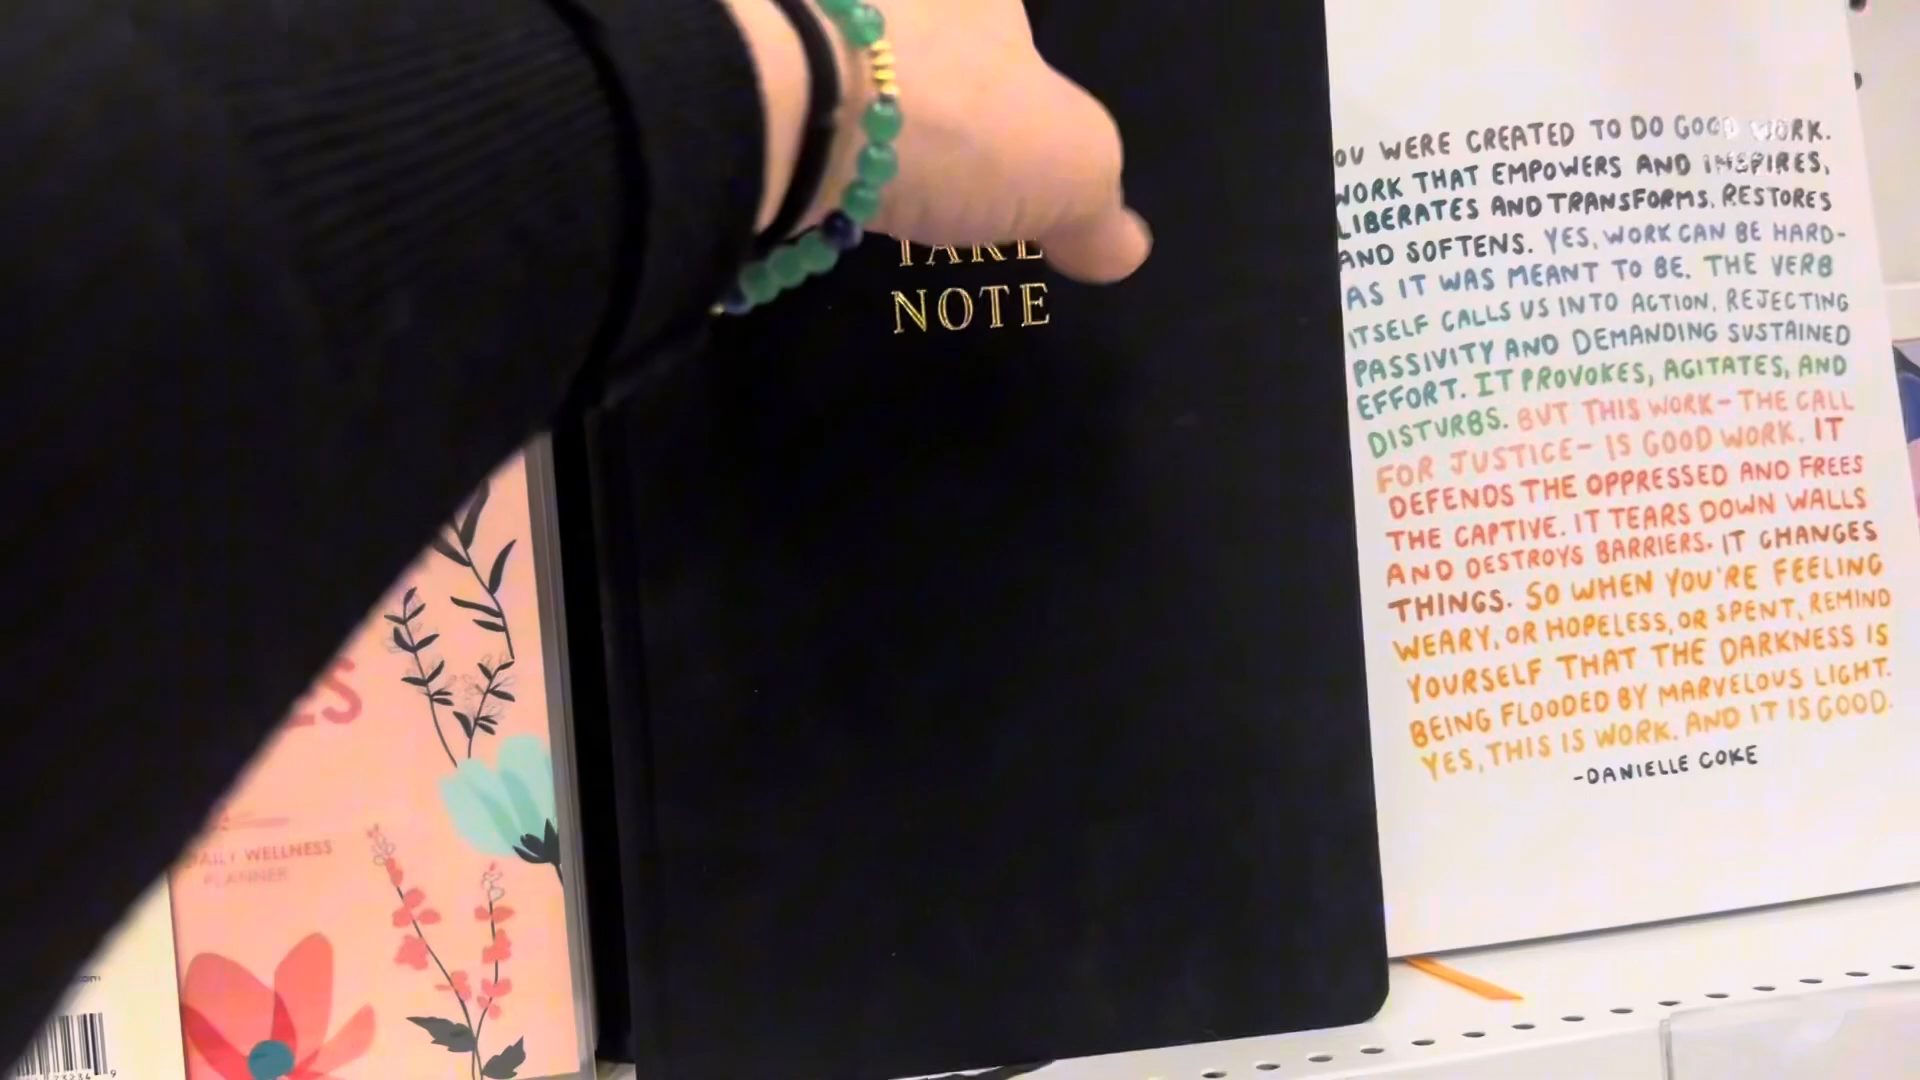 TAKE
NOTE
OU WERE CREATED TO DO GOOD WORK.
WORK THAT EMPOWERS AND INSPIRES,
LIBERATES AND TRANSFORMS, RESTORES
AND SOFTENS. YES, WORK CAN BE HARD-
AS IT WAS MEANT TO BE. THE VERB
ITSELF CALLS US INTO ACTION, REJECTING
PASSIVITY AND DEMANDING SUSTAINED
EFFORT. IT PROVOKES, AGITATES, AND
DISTURBS. BUT THIS WORK- THE CALL
FOR JUSTICE- IS GOOD WORK. IT
DEFENDS THE OPPRESSED AND FREES
THE CAPTIVE. IT TEARS DOWN WALLS
AND DESTROYS BARRIERS. IT CHANGES
THINGS. SO WHEN YOU'RE FEELING
WEARY, OR HOPELESS, OR SPENT, REMIND
YOURSELF THAT THE DARKNESS IS
BEING FLOODED BY MARVELOUS LIGHT.
YES, THIS IS WORK. AND IT IS GOOD.
-DANIELLE COKE
DAILY WELLNESS
PLANNER